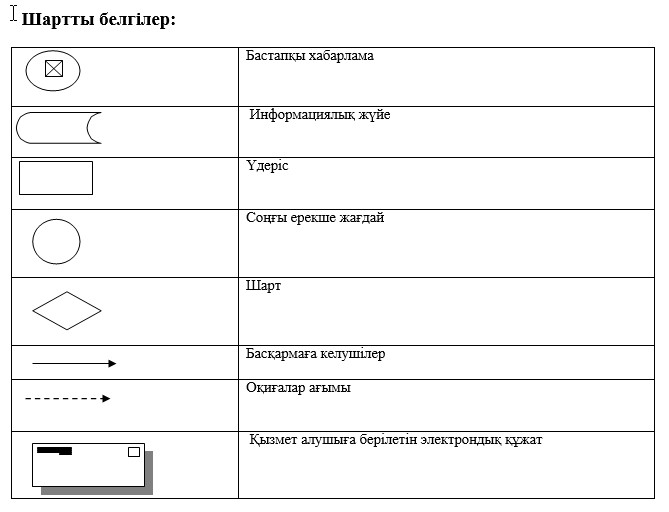 Шартты белгілер:
Бастапқы хабарлама
Информациялық жүйе
Үдеріс
Соңғы ерекше жағдай
Шарт
Басқармаға келушілер
Оқиғалар ағымы
Қызмет алушыға берілетін электрондық құжат